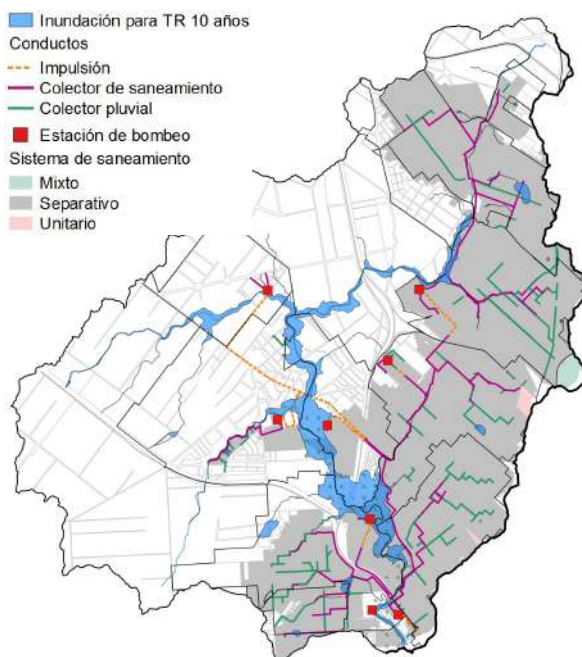 Inundación para TR 10 años
Conductos
Impulsión
Colector de saneamiento
Colector pluvial
Estación de bombeo
Sistema de saneamiento
Mixto
Separativo
Unitario